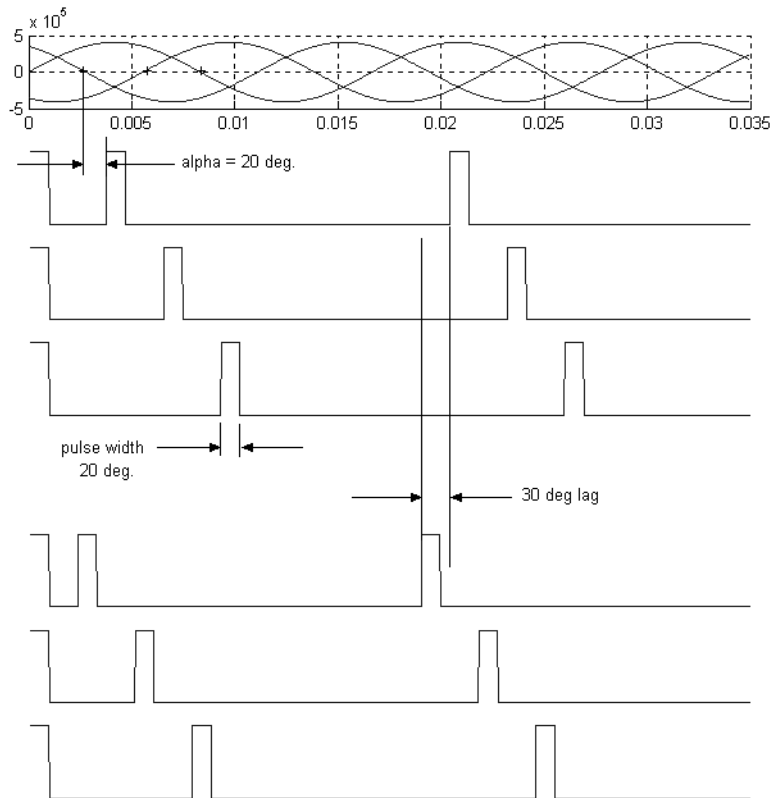 x 10^5
5
0
-5
0 0.005 0.01 0.015 0.02 0.025 0.03 0.035
alpha = 20 deg.
pulse width
20 deg.
30 deg lag